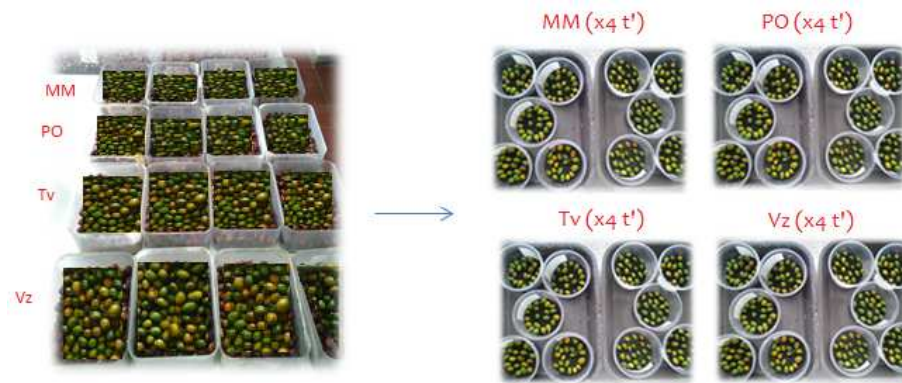 MM
PO
Tv
Vz
MM (x4 t')
PO (x4 t')
Tv (x4 t')
Vz (x4 t')